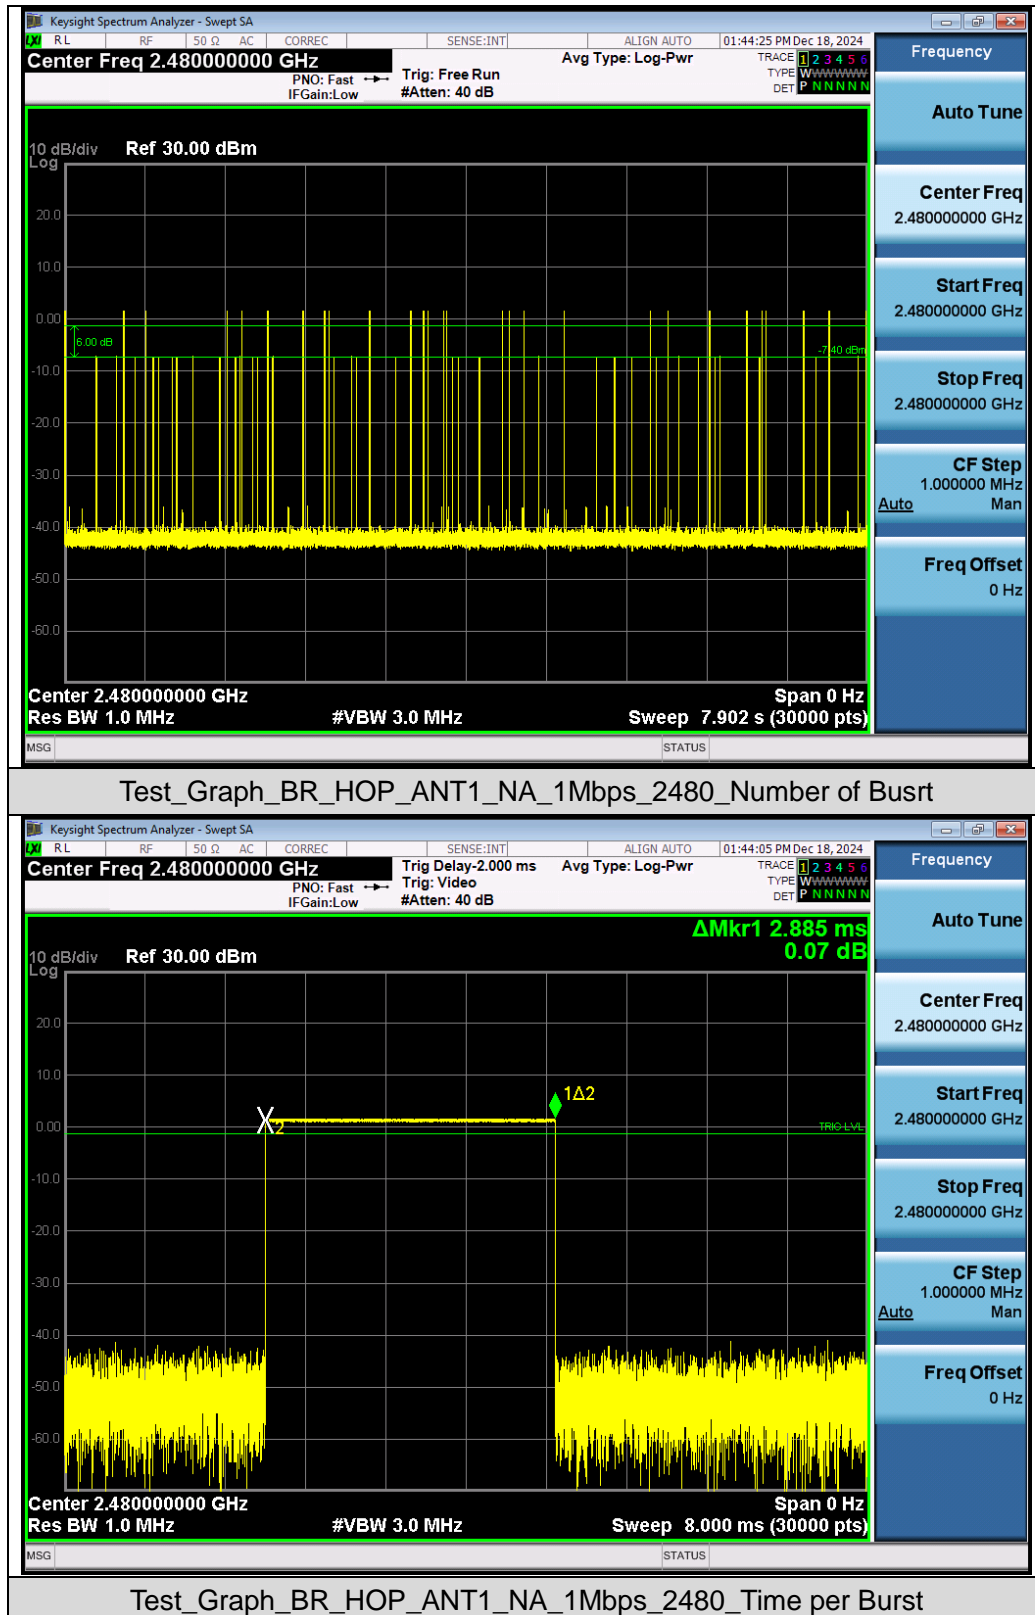 Keysight Spectrum Analyzer - Swept SA
LXI RL RF 50 Ω AC CORREC SENSE:INT ALIGN AUTO 01:44:25 PM Dec 18, 2024
Center Freq 2.480000000 GHz
PNO: Fast
IFGain:Low
Trig: Free Run
#Atten: 40 dB
Avg Type: Log-Pwr
TRACE 1 2 3 4 5 6
TYPE WWWWWWW
DET P N N N N N
Frequency
Auto Tune
Center Freq
2.480000000 GHz
Start Freq
2.480000000 GHz
Stop Freq
2.480000000 GHz
CF Step
1.000000 MHz
Auto Man
Freq Offset
0 Hz
10 dB/div Ref 30.00 dBm
Log
20.0
10.0
0.00
6.00 dB
-7.40 dBm
-10.0
-20.0
-30.0
-40.0
-50.0
-60.0
Center 2.480000000 GHz Span 0 Hz
Res BW 1.0 MHz #VBW 3.0 MHz Sweep 7.902 s (30000 pts)
MSG STATUS
Test_Graph_BR_HOP_ANT1_NA_1Mbps_2480_Number of Busrt
Keysight Spectrum Analyzer - Swept SA
LXI RL RF 50 Ω AC CORREC SENSE:INT ALIGN AUTO 01:44:05 PM Dec 18, 2024
Center Freq 2.480000000 GHz
PNO: Fast
IFGain:Low
Trig Delay-2.000 ms
Trig: Video
#Atten: 40 dB
Avg Type: Log-Pwr
TRACE 1 2 3 4 5 6
TYPE WWWWWWW
DET P N N N N N
Frequency
Auto Tune
Center Freq
2.480000000 GHz
Start Freq
2.480000000 GHz
Stop Freq
2.480000000 GHz
CF Step
1.000000 MHz
Auto Man
Freq Offset
0 Hz
ΔMkr1 2.885 ms
0.07 dB
10 dB/div Ref 30.00 dBm
Log
20.0
10.0
1Δ2
0.00
2
TRIG LVL
-10.0
-20.0
-30.0
-40.0
-50.0
-60.0
Center 2.480000000 GHz Span 0 Hz
Res BW 1.0 MHz #VBW 3.0 MHz Sweep 8.000 ms (30000 pts)
MSG STATUS
Test_Graph_BR_HOP_ANT1_NA_1Mbps_2480_Time per Burst